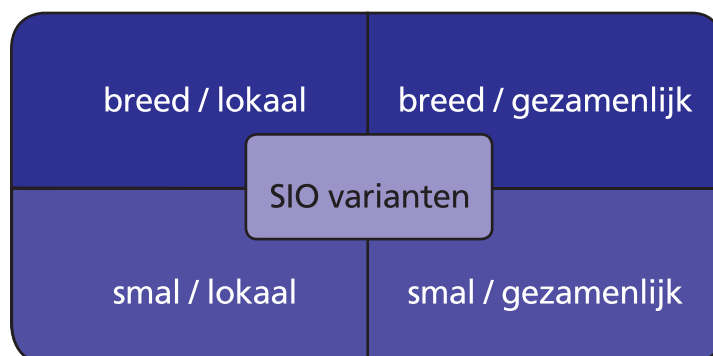 breed / lokaal
breed / gezamenlijk
SIO varianten
smal / lokaal
smal / gezamenlijk